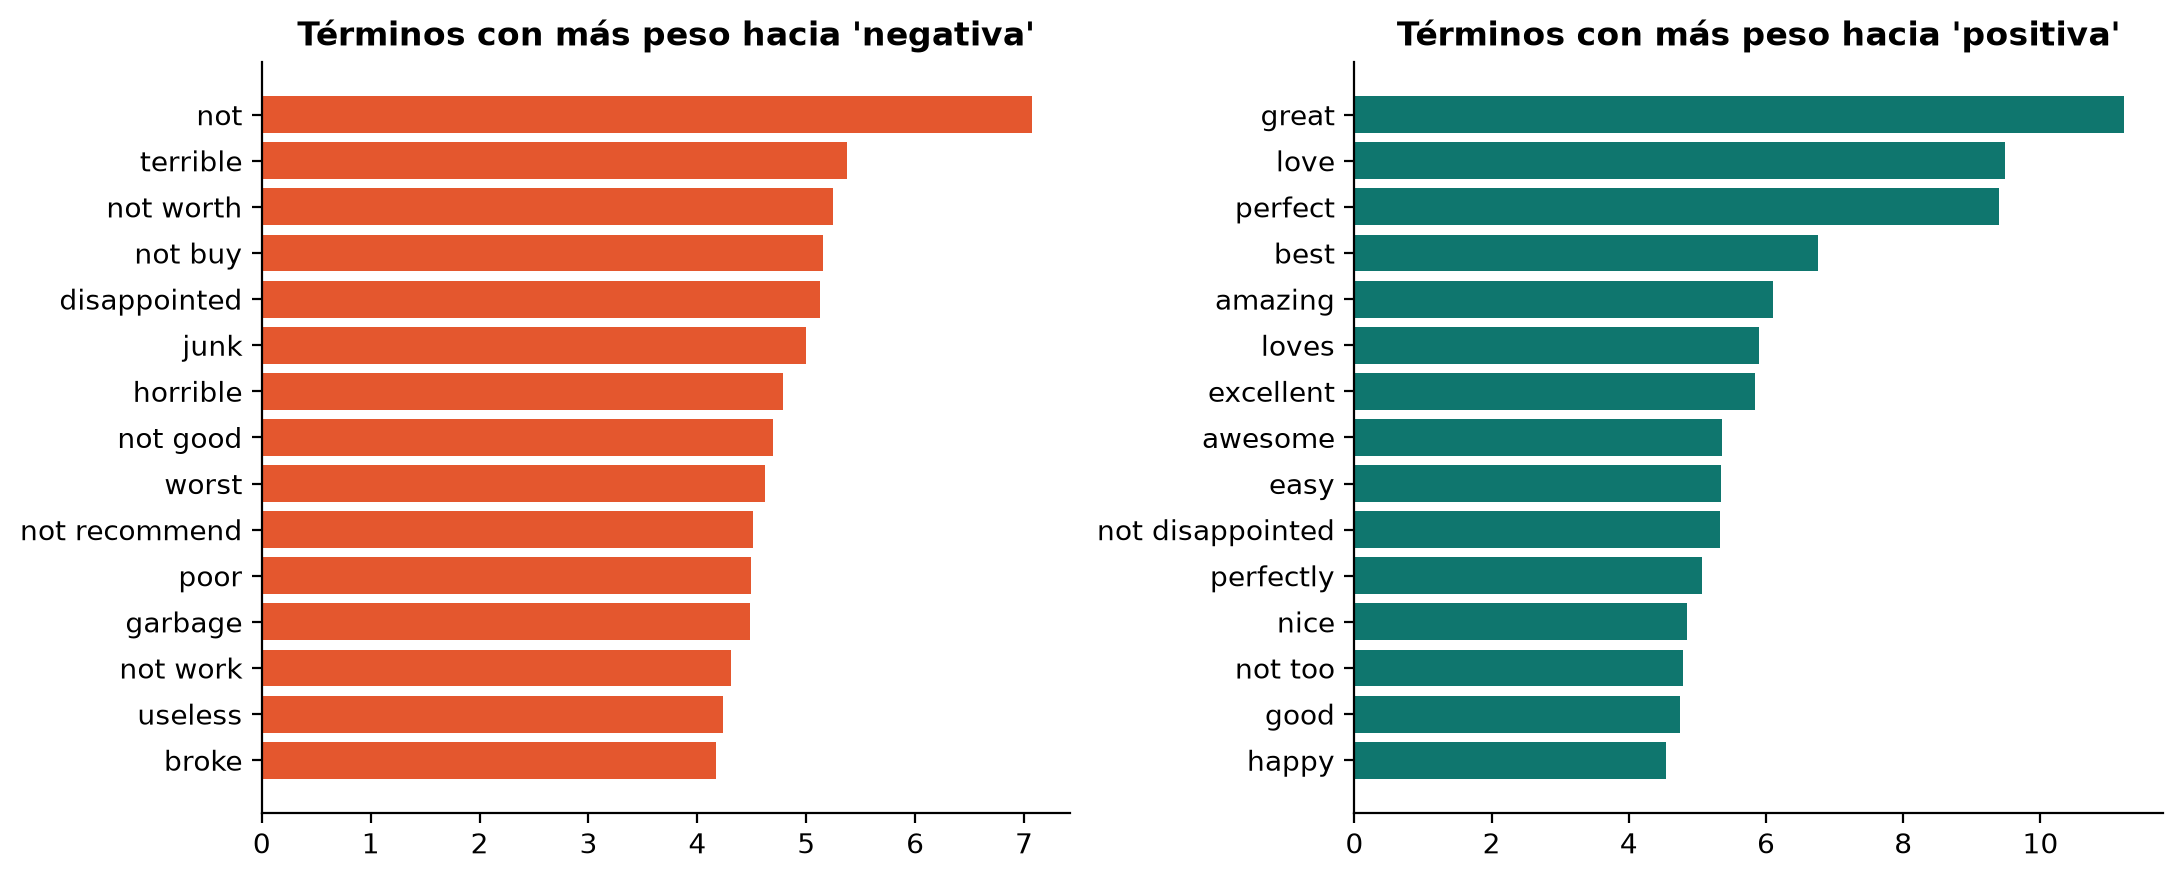 Términos con más peso hacia 'negativa'
not
terrible
not worth
not buy
disappointed
junk
horrible
not good
worst
not recommend
poor
garbage
not work
useless
broke
0 1 2 3 4 5 6 7
Términos con más peso hacia 'positiva'
great
love
perfect
best
amazing
loves
excellent
awesome
easy
not disappointed
perfectly
nice
not too
good
happy
0 2 4 6 8 10